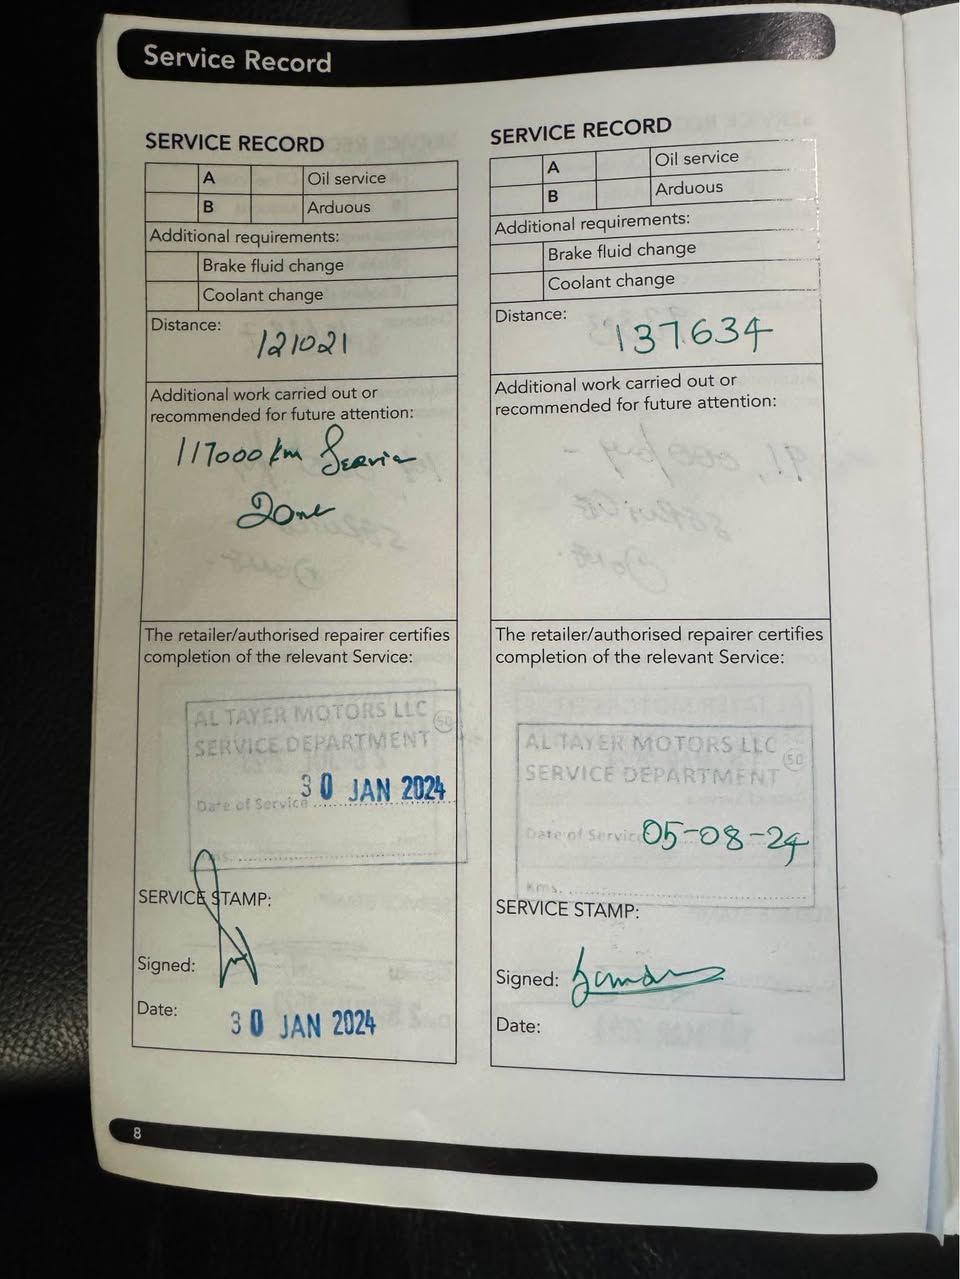 Service Record
SERVICE RECORD
A Oil service
B Arduous
Additional requirements:
Brake fluid change
Coolant change
Distance:
121021
Additional work carried out or
recommended for future attention:
117000 km Service
Done
The retailer/authorised repairer certifies
completion of the relevant Service:
AL TAYER MOTORS LLC
50
SERVICE DEPARTMENT
Date of Service 30 JAN 2024
SERVICE STAMP:
Signed:
Date:
30 JAN 2024
SERVICE RECORD
A Oil service
B Arduous
Additional requirements:
Brake fluid change
Coolant change
Distance:
137634
Additional work carried out or
recommended for future attention:
The retailer/authorised repairer certifies
completion of the relevant Service:
AL TAYER MOTORS LLC
50
SERVICE DEPARTMENT
Date of Service 05-08-24
Kms.
SERVICE STAMP:
Signed:
Date:
8